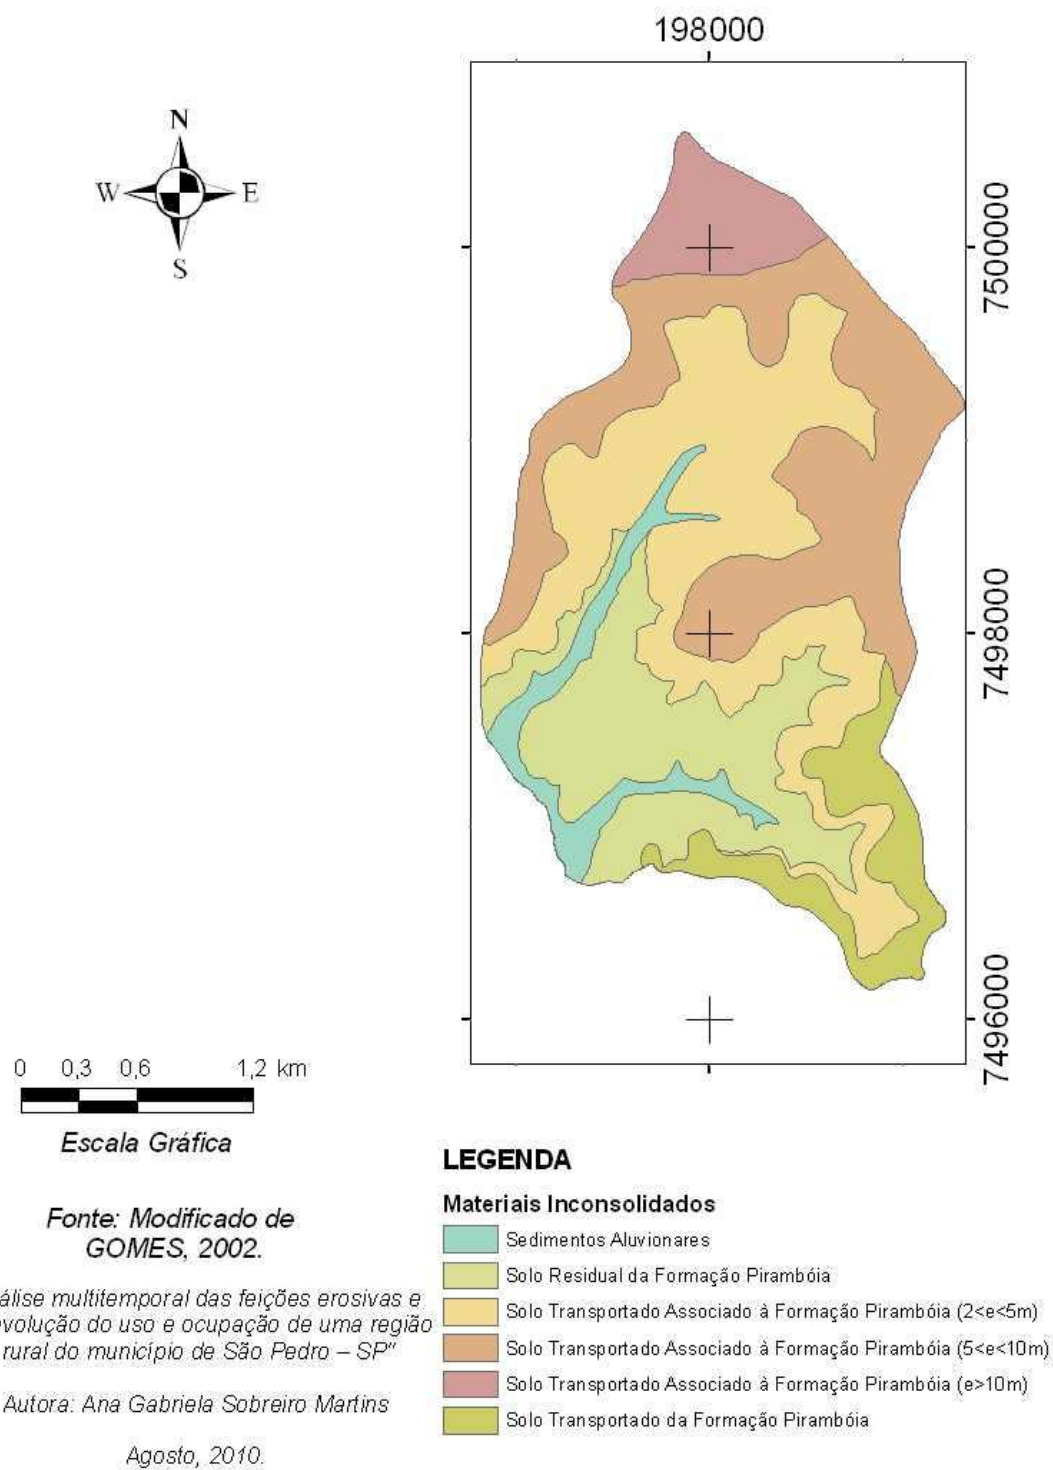 198000
N
W E
S
7500000
7498000
7496000
0 0,3 0,6 1,2 km
Escala Gráfica
Fonte: Modificado de
GOMES, 2002.
álise multitemporal das feições erosivas e
volução do uso e ocupação de uma região
rural do município de São Pedro – SP"
Autora: Ana Gabriela Sobreiro Martins
Agosto, 2010.
LEGENDA
Materiais Inconsolidados
Sedimentos Aluvionares
Solo Residual da Formação Pirambóia
Solo Transportado Associado à Formação Pirambóia (2<e<5m)
Solo Transportado Associado à Formação Pirambóia (5<e<10m)
Solo Transportado Associado à Formação Pirambóia (e>10m)
Solo Transportado da Formação Pirambóia